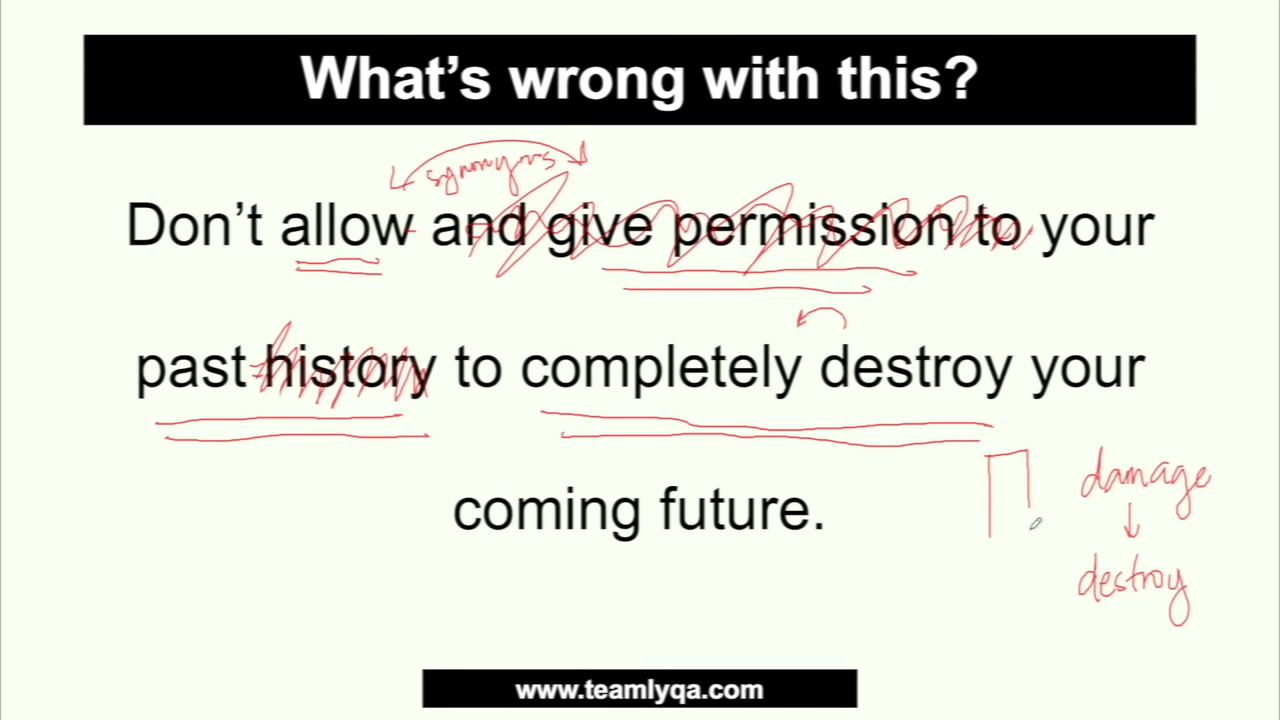 What's wrong with this?
synonyms
Don't allow and give permission to your
past history to completely destroy your
coming future.
damage
destroy
www.teamlyqa.com